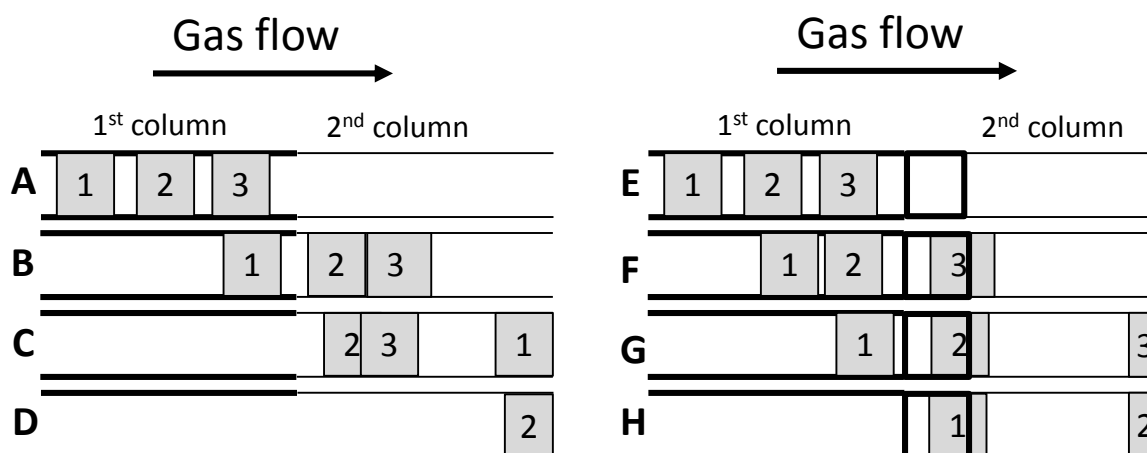 Gas flow
1st column 2nd column
A 1 2 3
B 1 2 3
C 2 3 1
D 2
Gas flow
1st column 2nd column
E 1 2 3
F 1 2 3
G 1 2 3
H 1 2